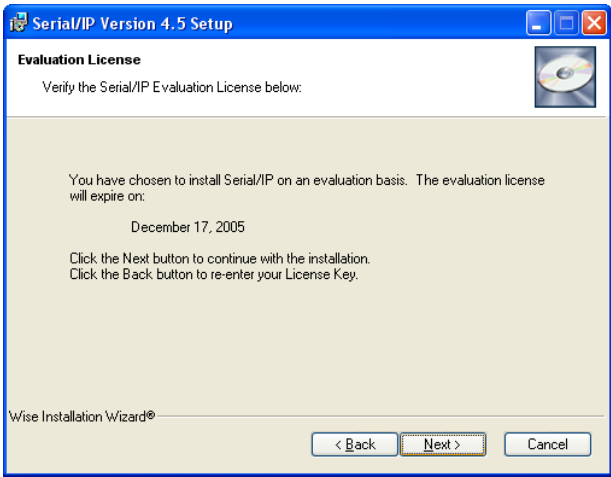 Serial/IP Version 4.5 Setup
Evaluation License
Verify the Serial/IP Evaluation License below:
You have chosen to install Serial/IP on an evaluation basis.  The evaluation license
will expire on:
December 17, 2005
Click the Next button to continue with the installation.
Click the Back button to re-enter your License Key.
Wise Installation Wizard®
< Back
Next >
Cancel